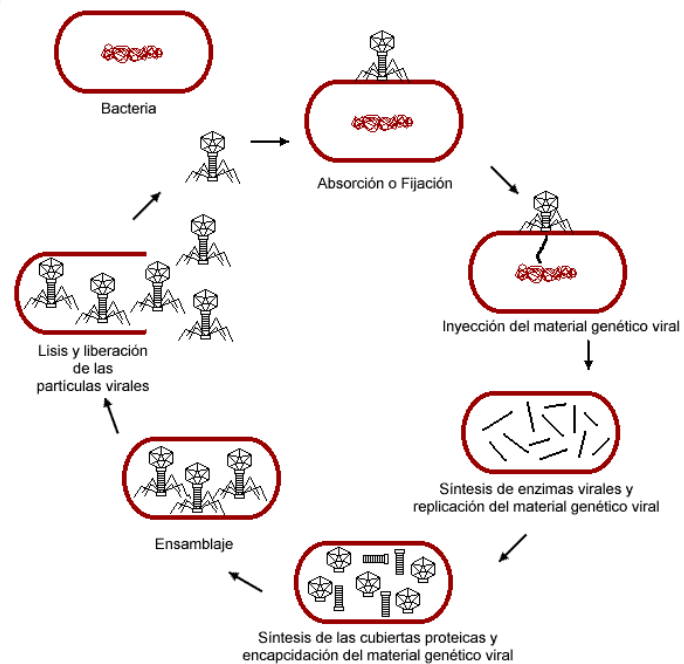 Bacteria
Absorción o Fijación
Inyección del material genético viral
Síntesis de enzimas virales y
replicación del material genético viral
Síntesis de las cubiertas proteicas y
encapcidación del material genético viral
Ensamblaje
Lisis y liberación
de las
partículas virales